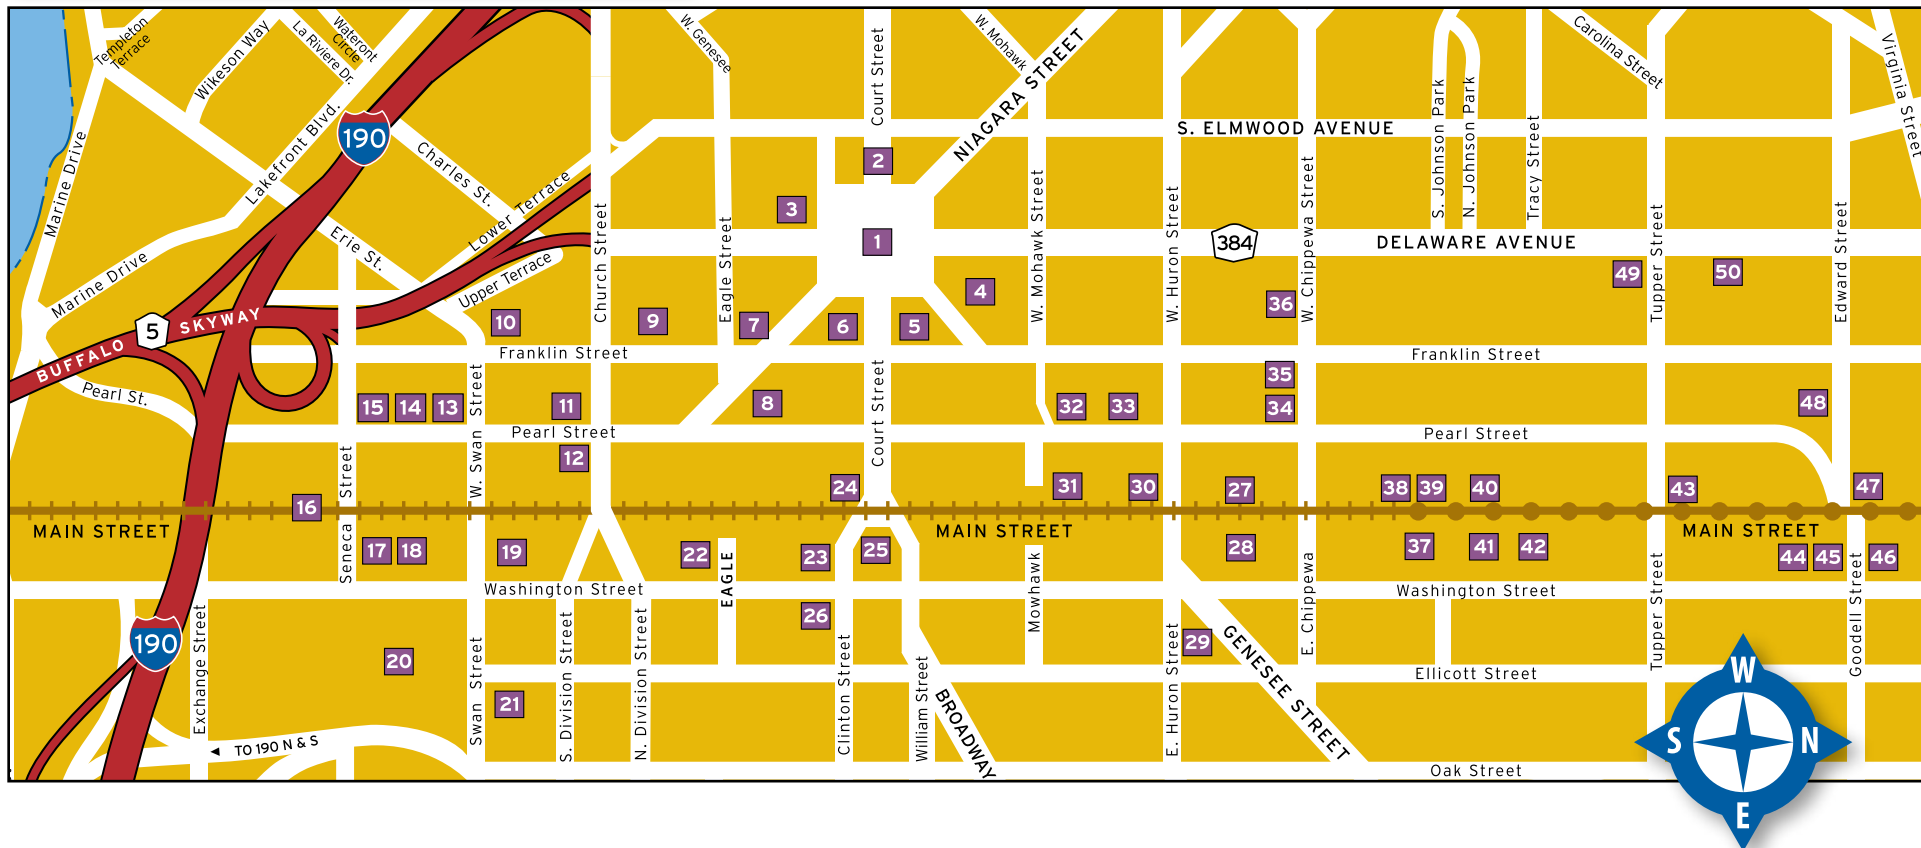 Templeton
Terrace
Wikeson Way
La Riviere Dr.
Wateront
Circle
W. Genesee
Court Street
W. Mohawk
NIAGARA STREET
Carolina Street
Virginia Street
Marine Drive
Lakefront Blvd.
190
Charles St.
Lower Terrace
S. ELMWOOD AVENUE
S. Johnson Park
N. Johnson Park
Tracy Street
2
3
1
Erie St.
Upper Terrace
Church Street
Eagle Street
W. Mohawk Street
W. Huron Street
384
W. Chippewa Street
DELAWARE AVENUE
Tupper Street
Edward Street
Marine Drive
49
50
4
36
BUFFALO
5
SKYWAY
10
9
7
6
5
Franklin Street
Franklin Street
Pearl St.
35
15
14
13
W. Swan Street
11
8
Court Street
32
33
34
48
Pearl Street
Pearl Street
12
16
Seneca Street
24
31
30
27
38
39
40
43
47
MAIN STREET
MAIN STREET
MAIN STREET
17
18
19
22
EAGLE
23
25
Mowhawk
28
E. Chippewa
37
41
42
44
45
46
Washington Street
Washington Street
Tupper Street
Goodell Street
26
190
Exchange Street
20
Swan Street
21
S. Division Street
N. Division Street
Clinton Street
William Street
BROADWAY
E. Huron Street
29
GENESEE STREET
Ellicott Street
TO 190 N & S
Oak Street
W
S
N
E